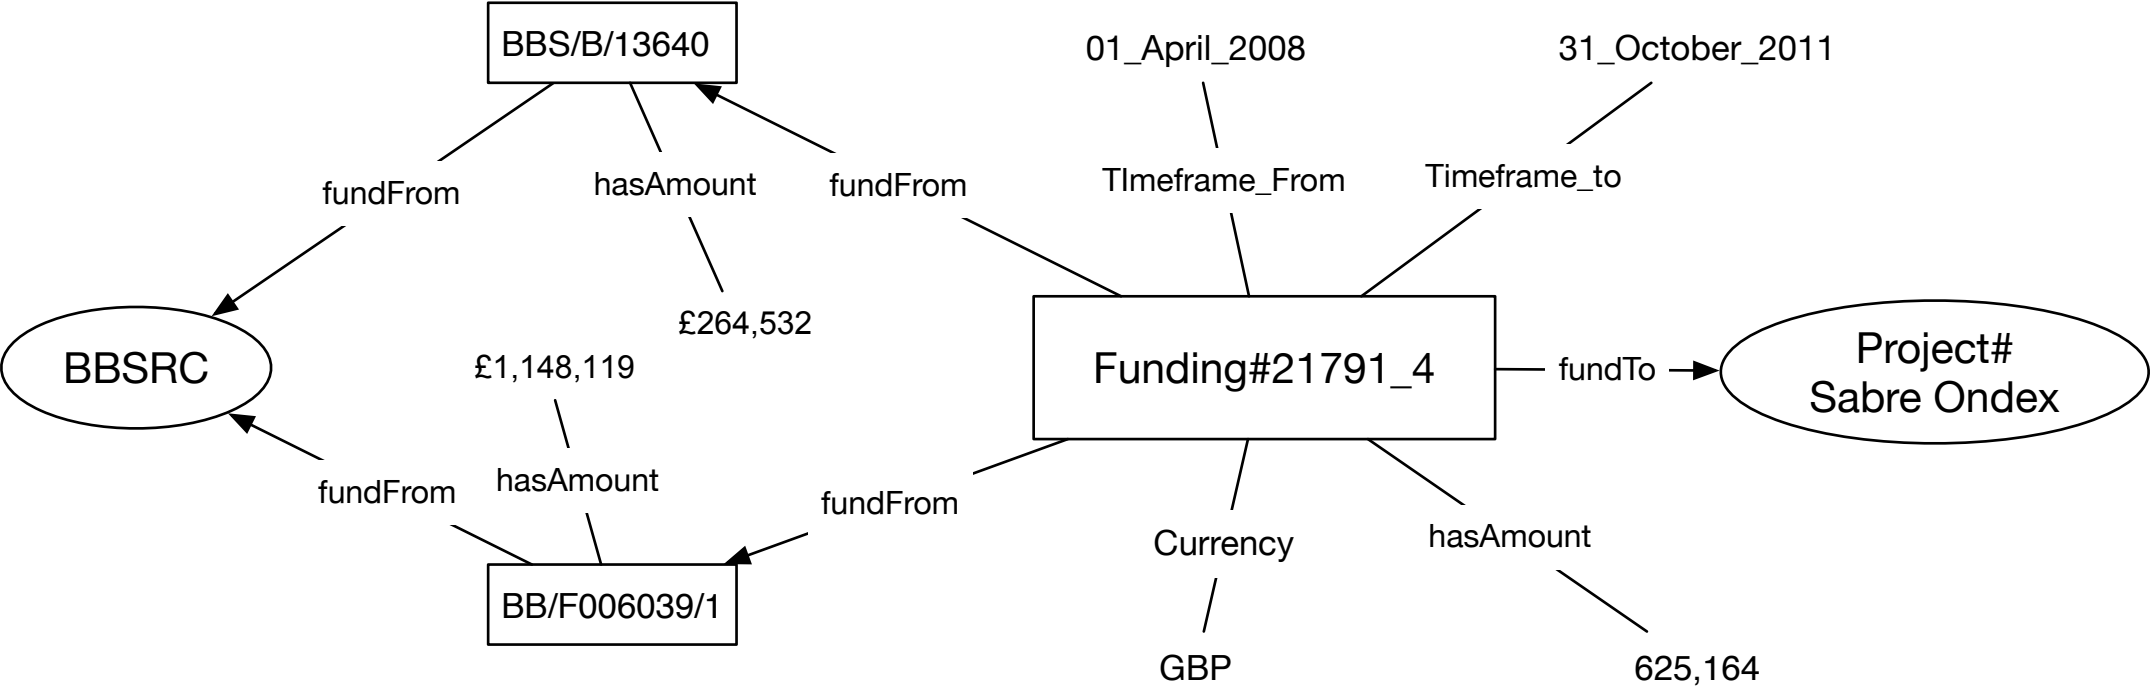 BBS/B/13640
01_April_2008
31_October_2011
fundFrom
hasAmount
fundFrom
TImeframe_From
Timeframe_to
£264,532
BBSRC
£1,148,119
Funding#21791_4
fundTo
Project#
Sabre Ondex
fundFrom
hasAmount
fundFrom
Currency
hasAmount
BB/F006039/1
GBP
625,164